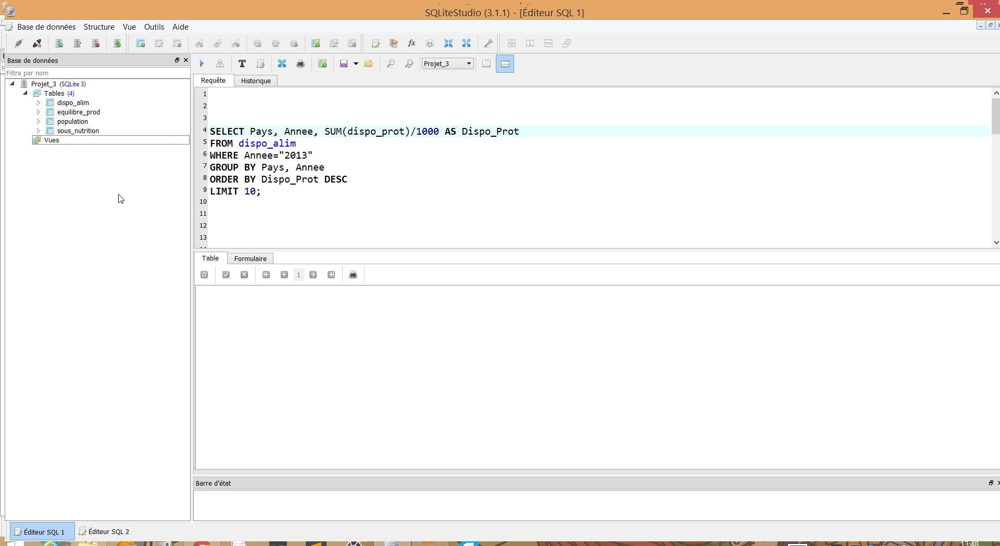 SQLiteStudio (3.1.1) - [Éditeur SQL 1]
Base de données Structure Vue Outils Aide
Base de données
Filtre par nom
Projet_3 (SQLite 3)
Tables (4)
dispo_alim
equilibre_prod
population
sous_nutrition
Vues
Projet_3
Requête Historique
1
2
3
4 SELECT Pays, Annee, SUM(dispo_prot)/1000 AS Dispo_Prot
5 FROM dispo_alim
6 WHERE Annee="2013"
7 GROUP BY Pays, Annee
8 ORDER BY Dispo_Prot DESC
9 LIMIT 10;
10
11
12
13
Table Formulaire
1
Barre d'état
Éditeur SQL 1 Éditeur SQL 2
13:48